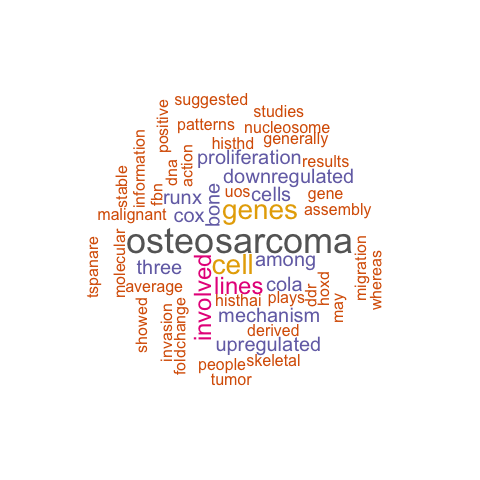 suggested
studies
positive
patterns
nucleosome
information
histhd
generally
dna
action
proliferation
results
stable
fbn
runx
bone
downregulated
uos
cells
gene
malignant
cox
genes
assembly
osteosarcoma
tspanare
molecular
three
involved
cell
among
migration
whereas
average
lines
cola
histhai
plays
ddr
hoxd
may
showed
invasion
foldchange
mechanism
derived
upregulated
people
skeletal
tumor